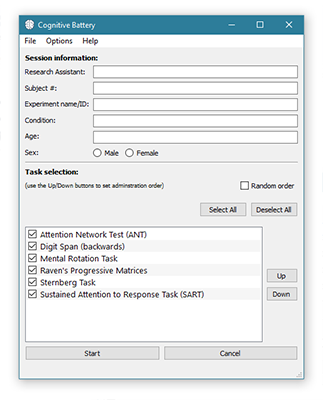 Cognitive Battery
File Options Help
Session information:
Research Assistant:
Subject #:
Experiment name/ID:
Condition:
Age:
Sex: Male Female
Task selection:
(use the Up/Down buttons to set adminstration order) Random order
Select All Deselect All
Attention Network Test (ANT)
Digit Span (backwards)
Mental Rotation Task
Raven's Progressive Matrices
Sternberg Task
Sustained Attention to Response Task (SART)
Up
Down
Start Cancel